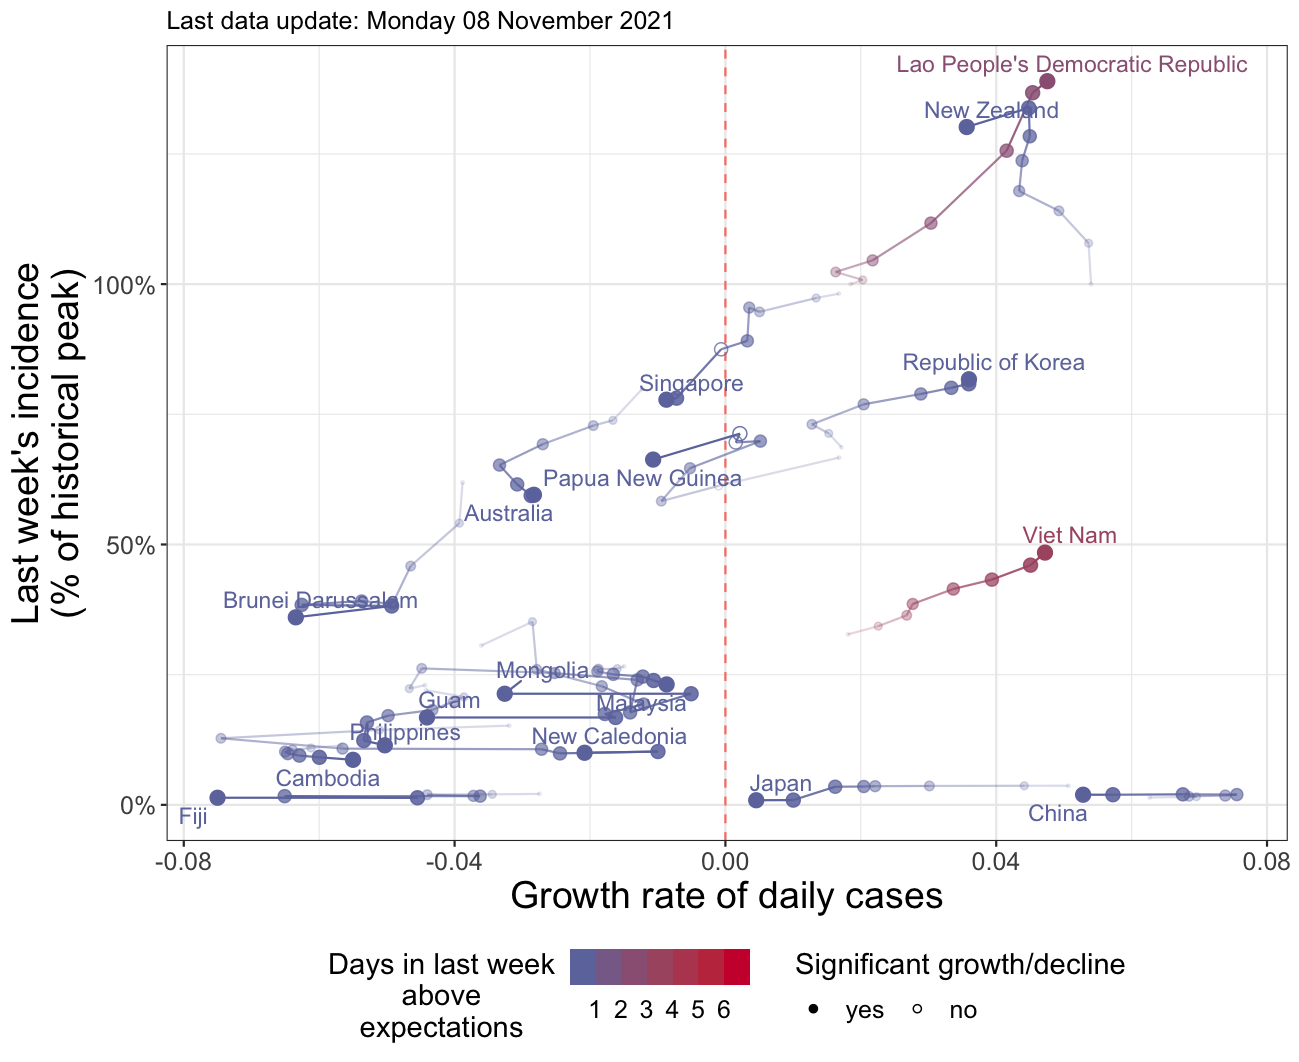 Last data update: Monday 08 November 2021
Last week's incidence
(% of historical peak)
100%
50%
0%
Lao People's Democratic Republic
New Zealand
Republic of Korea
Singapore
Papua New Guinea
Australia
Viet Nam
Brunei Darussalam
Mongolia
Guam
Malaysia
Philippines
New Caledonia
Cambodia
Japan
China
Fiji
-0.08
-0.04
0.00
0.04
0.08
Growth rate of daily cases
Days in last week
above
expectations
1 2 3 4 5 6
Significant growth/decline
yes
no